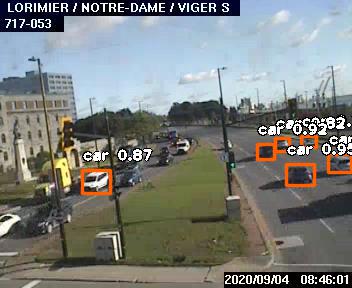 LORIMIER / NOTRE-DAME / VIGER S
717-053
car 0.92
car 0.87
car 0.95
car
2020/09/04 08:46:01